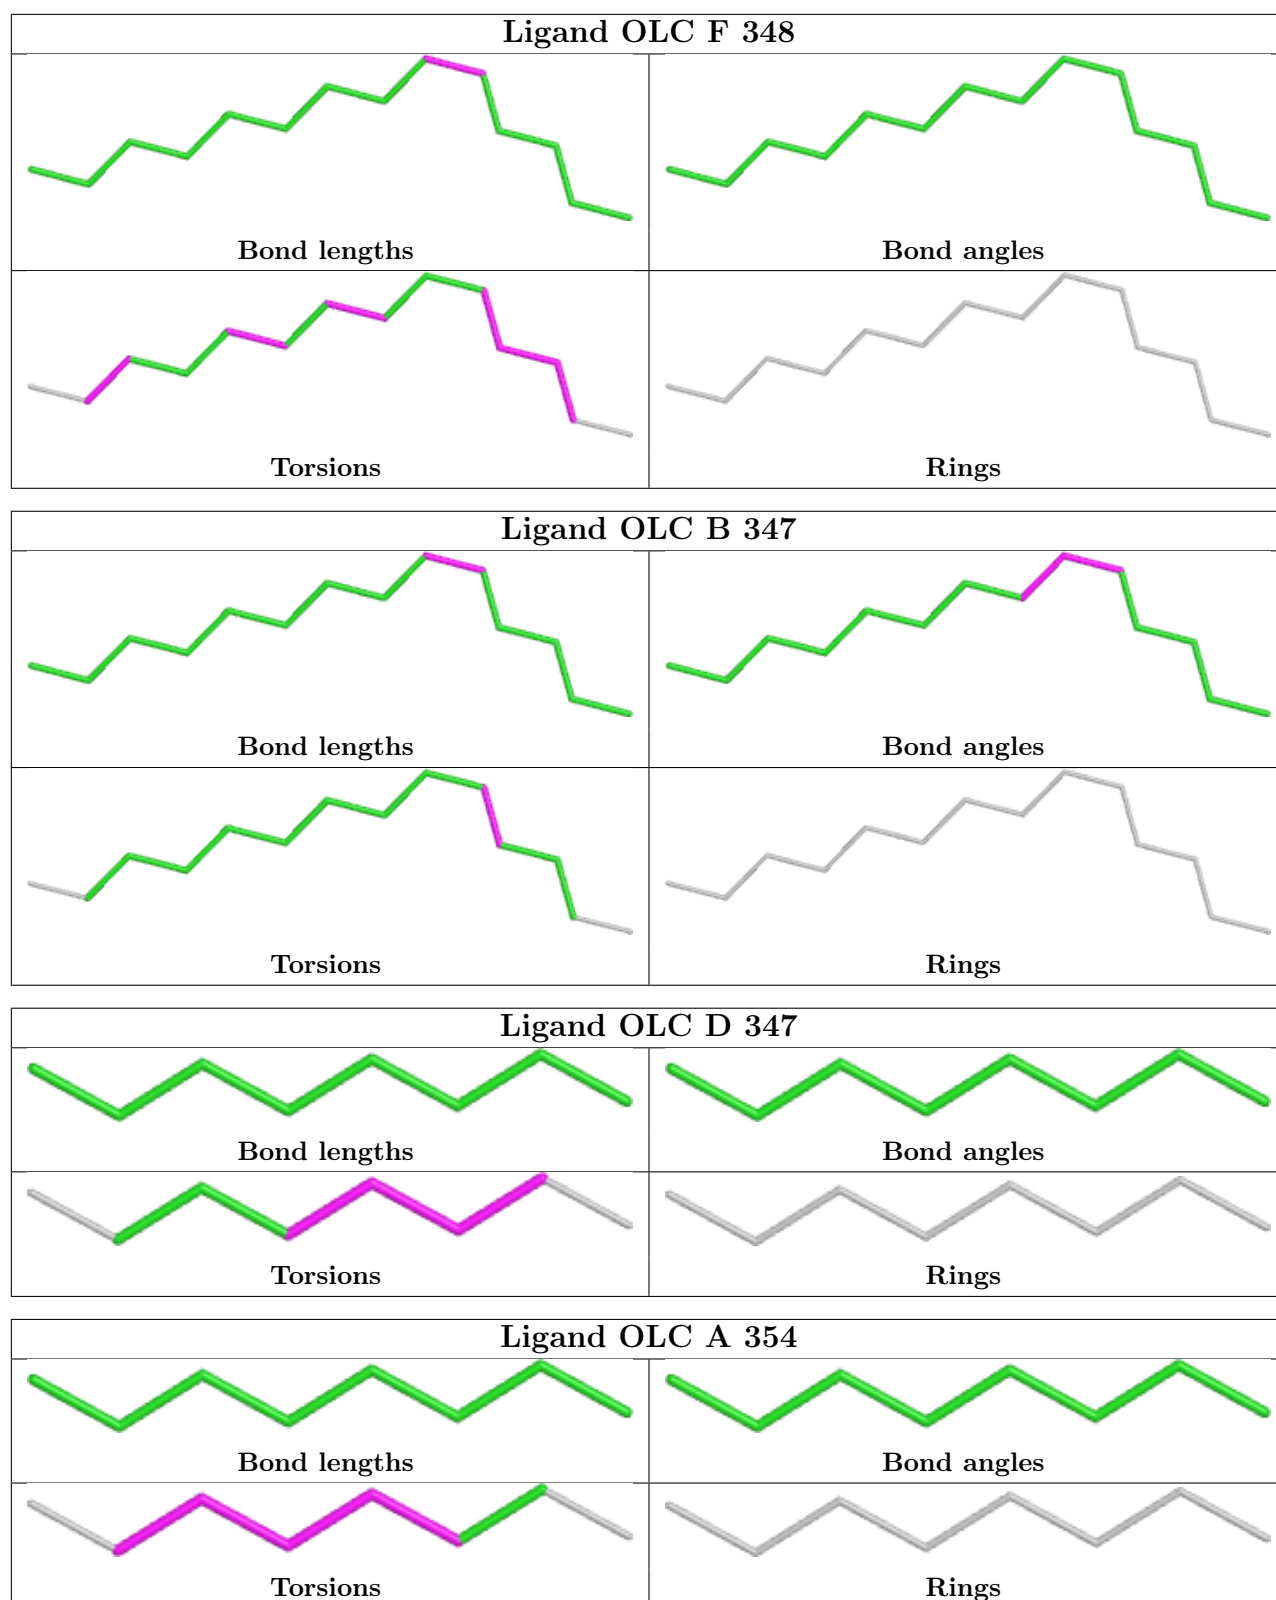 Ligand OLC F 348
Bond lengths
Bond angles
Torsions
Rings
Ligand OLC B 347
Bond lengths
Bond angles
Torsions
Rings
Ligand OLC D 347
Bond lengths
Bond angles
Torsions
Rings
Ligand OLC A 354
Bond lengths
Bond angles
Torsions
Rings